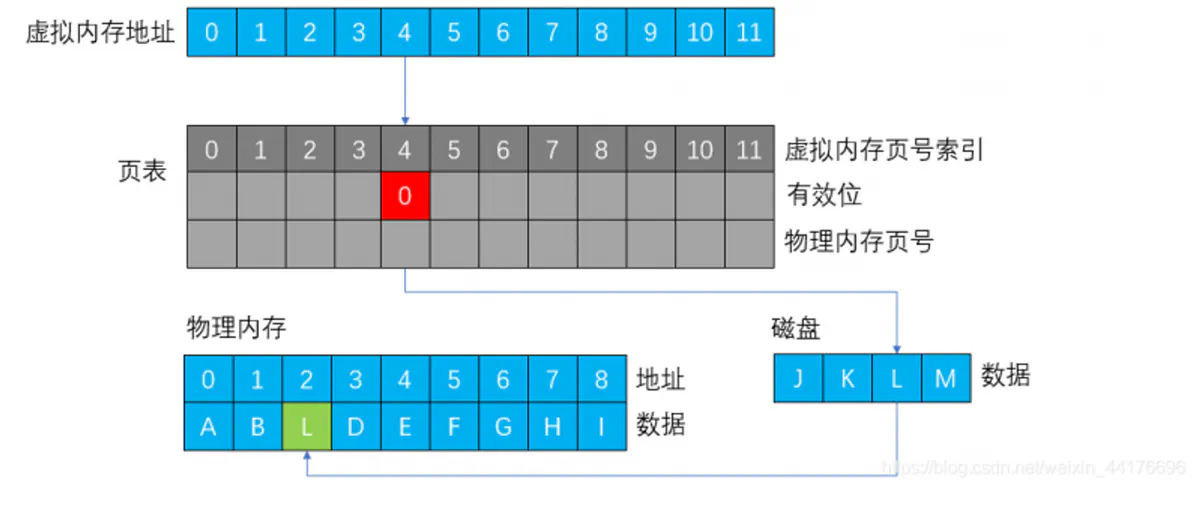 虚拟内存地址 0 1 2 3 4 5 6 7 8 9 10 11
0 1 2 3 4 5 6 7 8 9 10 11 虚拟内存页号索引
页表
0 有效位
物理内存页号
物理内存 磁盘
0 1 2 3 4 5 6 7 8 地址
J K L M 数据
A B L D E F G H I 数据
https://blog.csdn.net/weixin_44176696